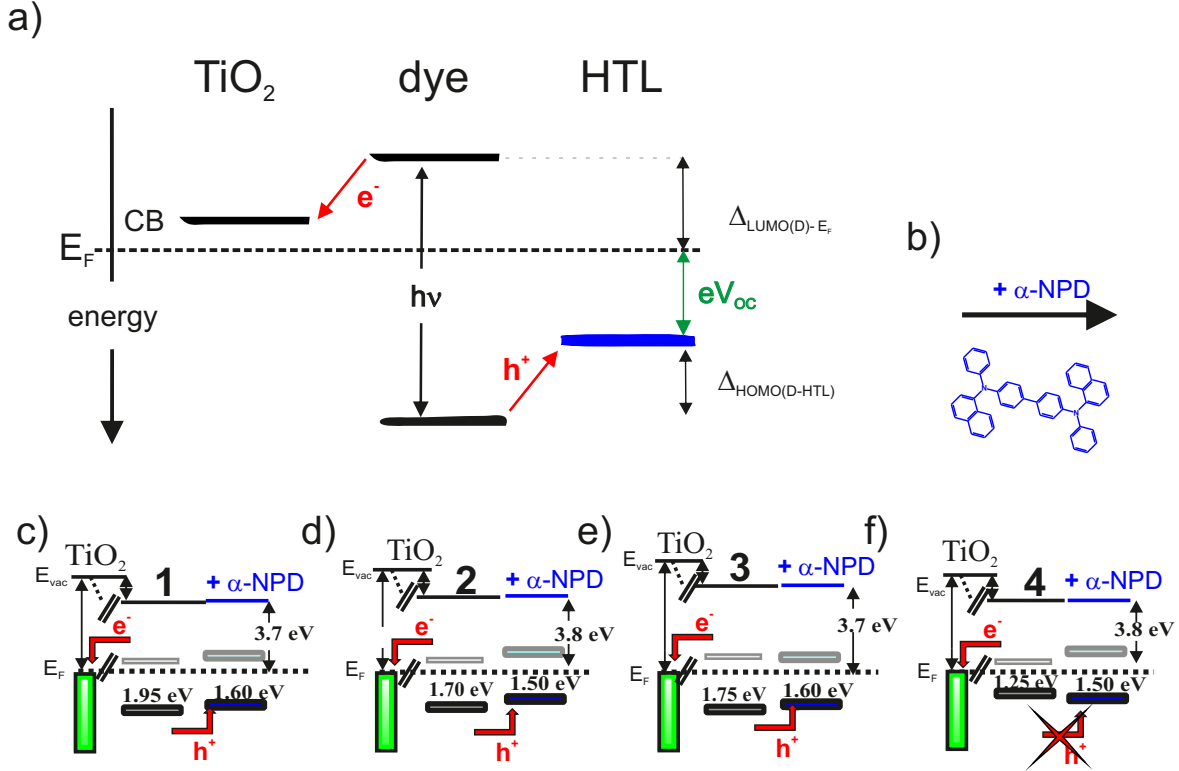 a)
TiO2 dye HTL
e-
CB
ΔLUMO(D)-EF
EF
b)
eVOC
+ α-NPD
hν
energy
h+
ΔHOMO(D-HTL)
N
N
c)
TiO2
Evac
1
+ α-NPD
e-
3.7 eV
EF
1.95 eV
1.60 eV
h+
d)
TiO2
Evac
2
+ α-NPD
e-
3.8 eV
EF
1.70 eV
1.50 eV
h+
e)
TiO2
Evac
3
+ α-NPD
e-
3.7 eV
EF
1.75 eV
1.60 eV
h+
f)
TiO2
Evac
4
+ α-NPD
e-
3.8 eV
EF
1.25 eV
1.50 eV
h+